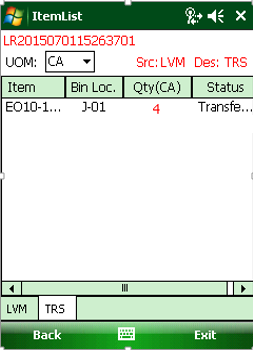 ItemList
LR2015070115263701
UOM: CA Src:LVM Des: TRS
Item Bin Loc. Qty(CA) Status
EO10-1... J-01 4 Transfe...
LVM TRS
Back Exit